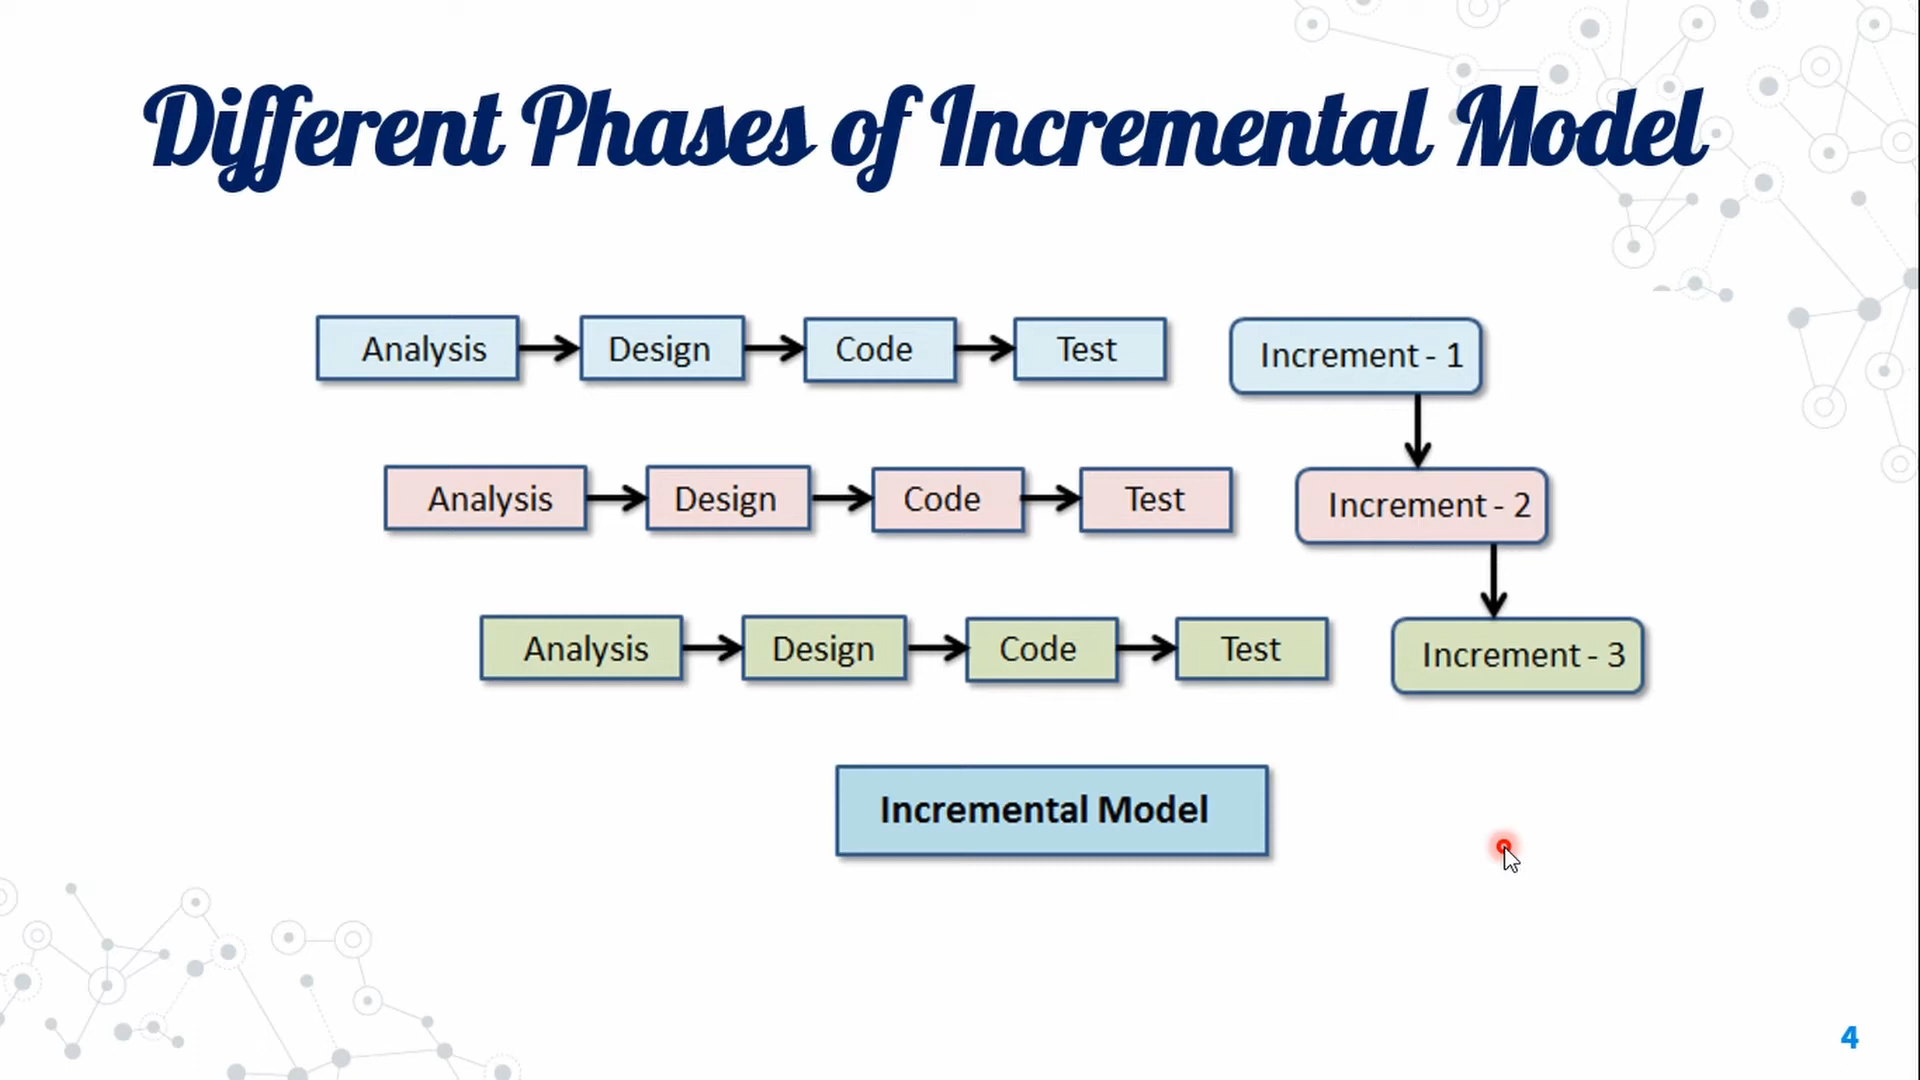 Different Phases of Incremental Model
Analysis Design Code Test Increment - 1
Analysis Design Code Test Increment - 2
Analysis Design Code Test Increment - 3
Incremental Model
4